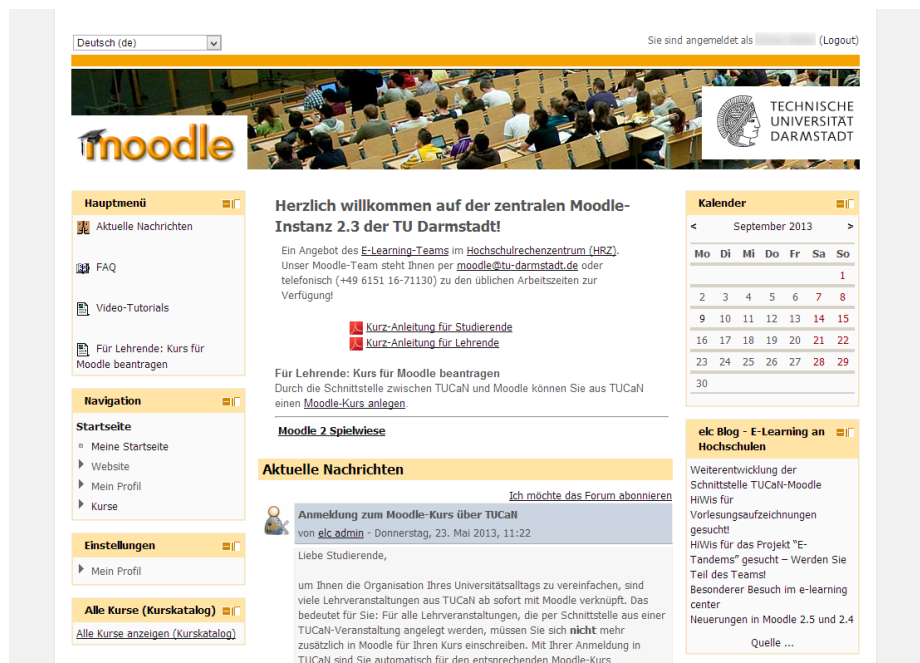 Deutsch (de)
Sie sind angemeldet als (Logout)
moodle
TECHNISCHE
UNIVERSITÄT
DARMSTADT
Hauptmenü
Aktuelle Nachrichten
FAQ
Video-Tutorials
Für Lehrende: Kurs für
Moodle beantragen
Navigation
Startseite
Meine Startseite
Website
Mein Profil
Kurse
Einstellungen
Mein Profil
Alle Kurse (Kurskatalog)
Alle Kurse anzeigen (Kurskatalog)
Herzlich willkommen auf der zentralen Moodle-
Instanz 2.3 der TU Darmstadt!
Ein Angebot des E-Learning-Teams im Hochschulrechenzentrum (HRZ).
Unser Moodle-Team steht Ihnen per moodle@tu-darmstadt.de oder
telefonisch (+49 6151 16-71130) zu den üblichen Arbeitszeiten zur
Verfügung!
Kurz-Anleitung für Studierende
Kurz-Anleitung für Lehrende
Für Lehrende: Kurs für Moodle beantragen
Durch die Schnittstelle zwischen TUCaN und Moodle können Sie aus TUCaN
einen Moodle-Kurs anlegen.
Moodle 2 Spielwiese
Aktuelle Nachrichten
Ich möchte das Forum abonnieren
Anmeldung zum Moodle-Kurs über TUCaN
von elc admin - Donnerstag, 23. Mai 2013, 11:22
Liebe Studierende,
um Ihnen die Organisation Ihres Universitätsalltags zu vereinfachen, sind
viele Lehrveranstaltungen aus TUCaN ab sofort mit Moodle verknüpft. Das
bedeutet für Sie: Für alle Lehrveranstaltungen, die per Schnittstelle aus einer
TUCaN-Veranstaltung angelegt werden, müssen Sie sich nicht mehr
zusätzlich in Moodle für Ihren Kurs einschreiben. Mit Ihrer Anmeldung in
TUCaN sind Sie automatisch für den entsprechenden Moodle-Kurs
Kalender
< September 2013 >
Mo Di Mi Do Fr Sa So
1
2 3 4 5 6 7 8
9 10 11 12 13 14 15
16 17 18 19 20 21 22
23 24 25 26 27 28 29
30
elc Blog - E-Learning an
Hochschulen
Weiterentwicklung der
Schnittstelle TUCaN-Moodle
HiWis für
Vorlesungsaufzeichnungen
gesucht!
HiWis für das Projekt “E-
Tandems” gesucht – Werden Sie
Teil des Teams!
Besonderer Besuch im e-learning
center
Neuerungen in Moodle 2.5 und 2.4
Quelle ...